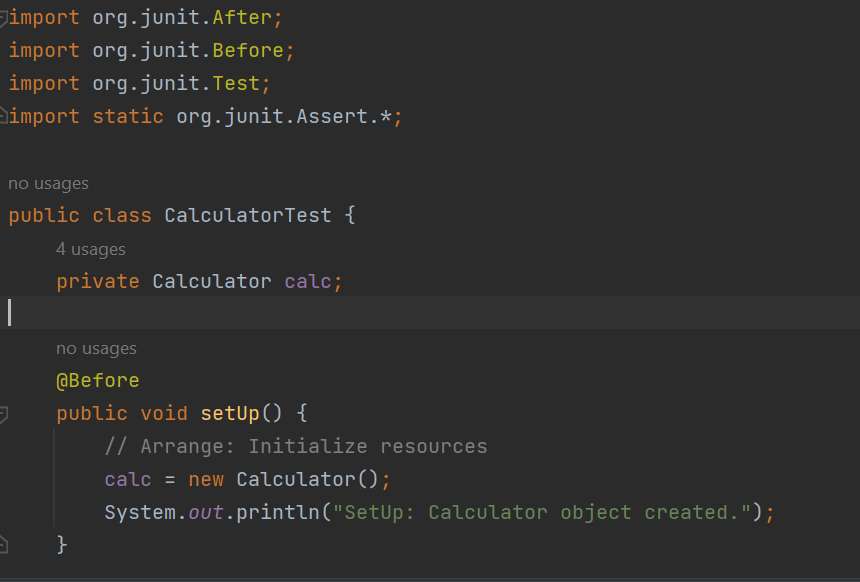 import org.junit.After;
import org.junit.Before;
import org.junit.Test;
import static org.junit.Assert.*;
no usages
public class CalculatorTest {
4 usages
private Calculator calc;
no usages
@Before
public void setUp() {
// Arrange: Initialize resources
calc = new Calculator();
System.out.println("SetUp: Calculator object created.");
}